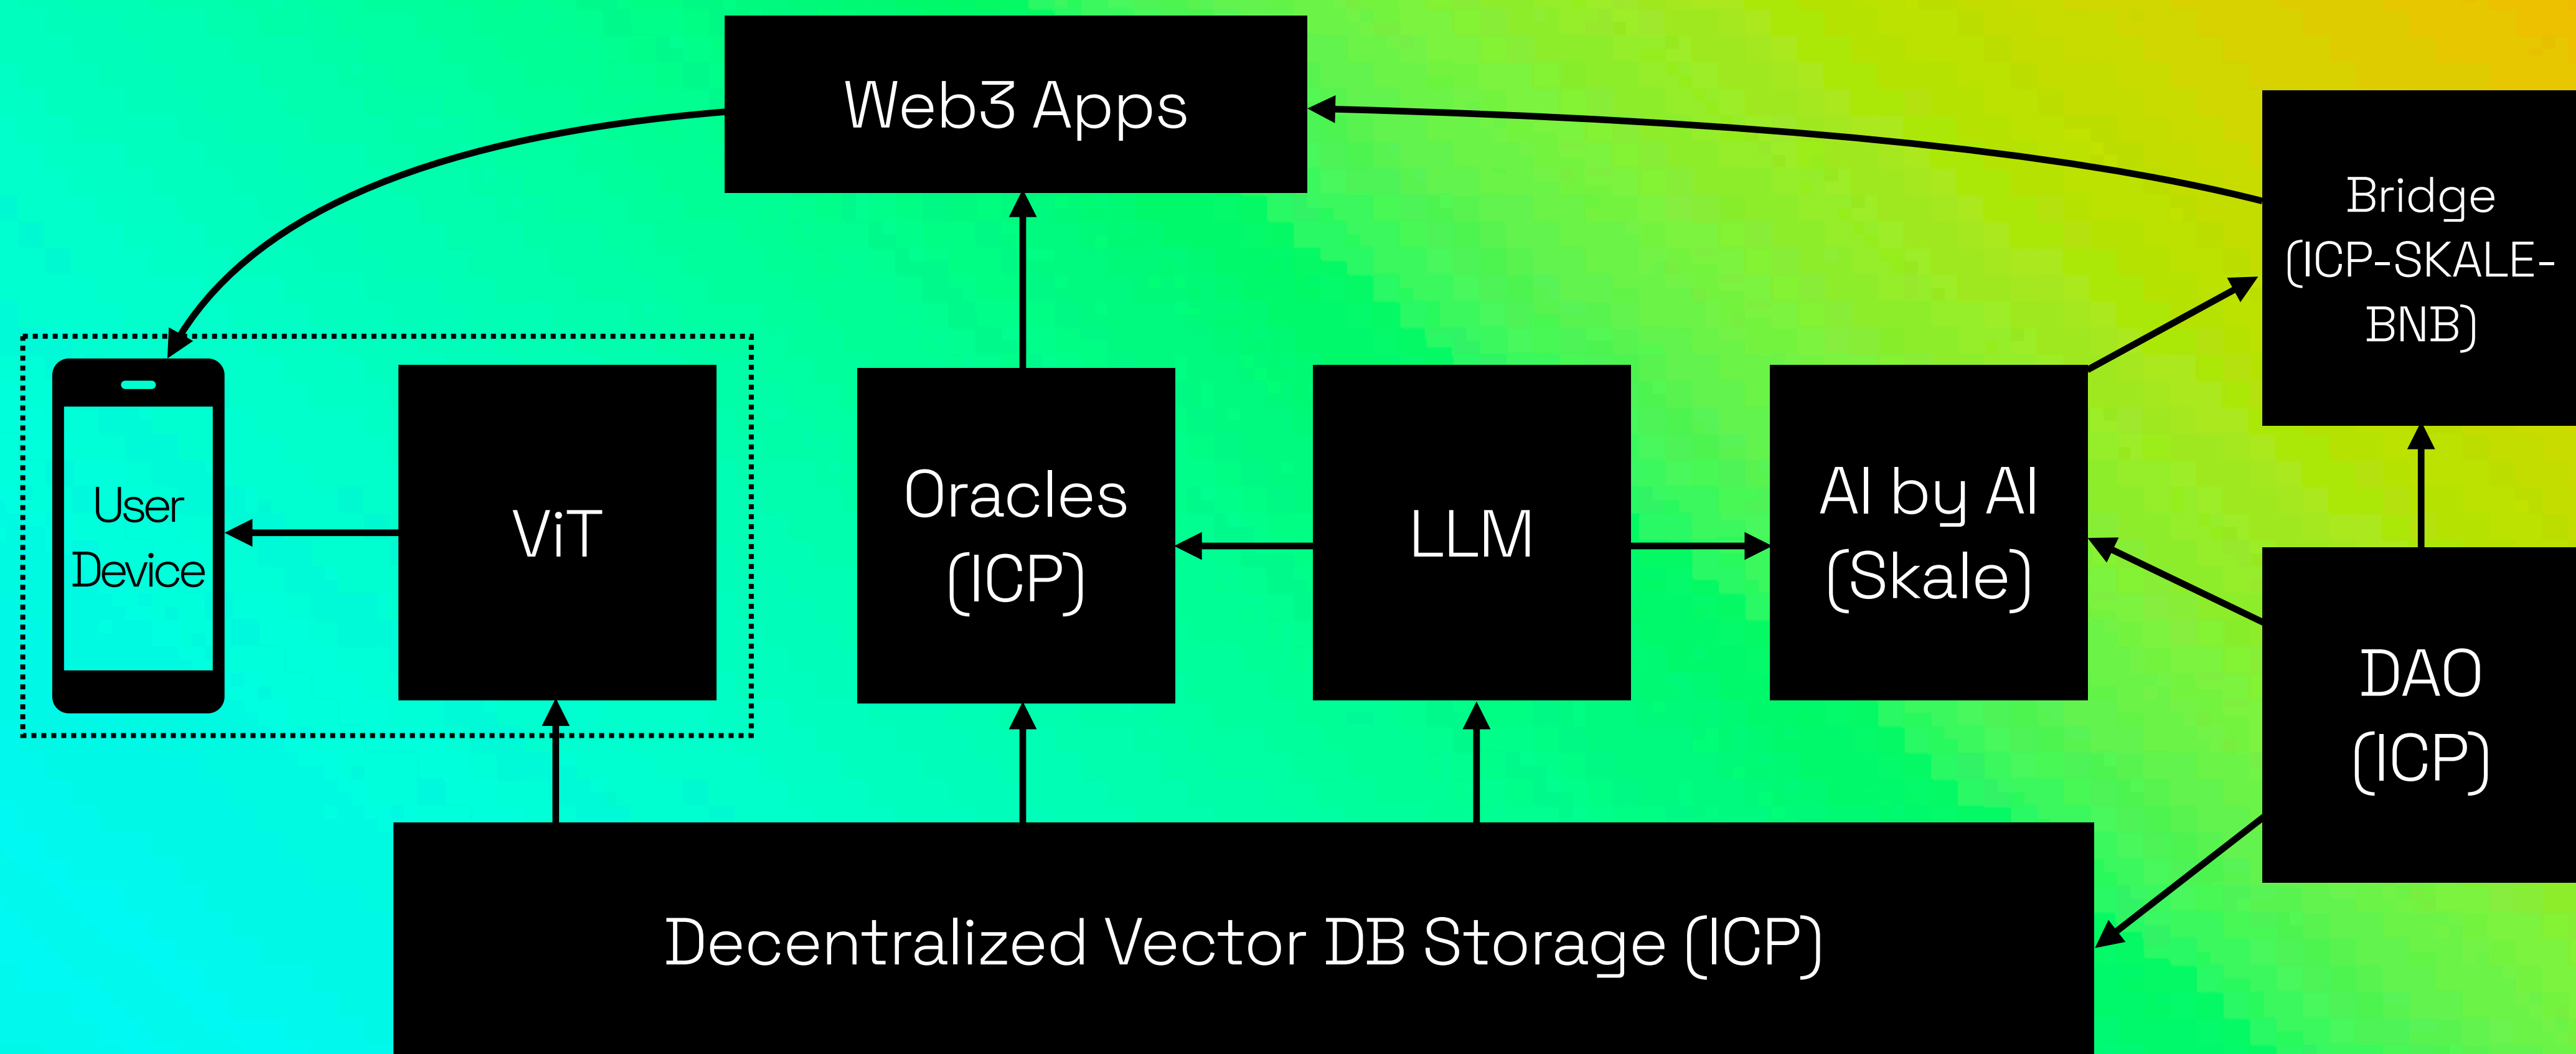 Web3 Apps
Bridge
(ICP-SKALE-
BNB)
User
Device
ViT
Oracles
(ICP)
LLM
AI by AI
(Skale)
DAO
(ICP)
Decentralized Vector DB Storage (ICP)